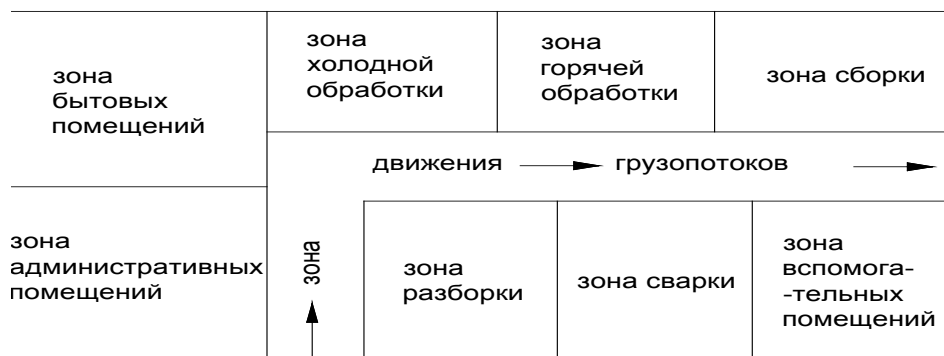 зона
бытовых
помещений
зона
холодной
обработки
зона
горячей
обработки
зона сборки
зона
движения
грузопотоков
зона
административных
помещений
зона
разборки
зона сварки
зона
вспомога-
-тельных
помещений